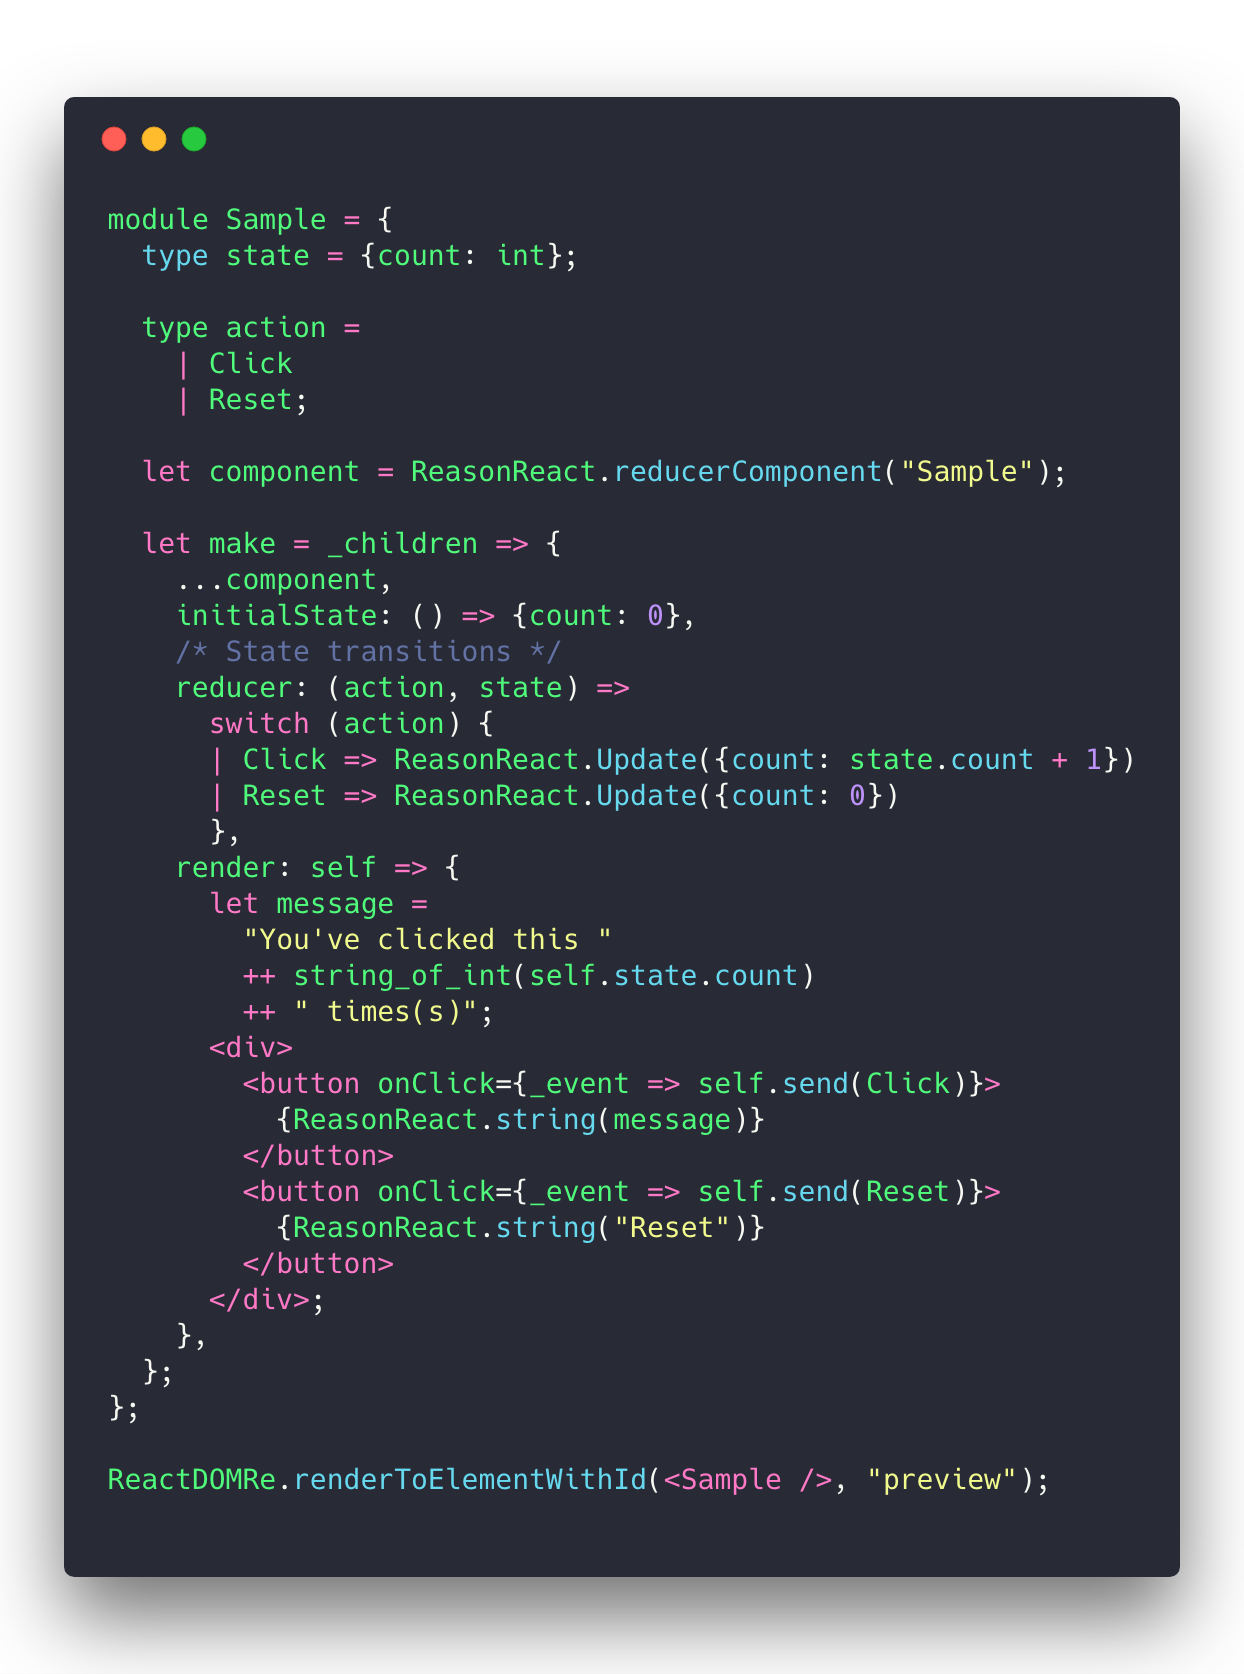 module Sample = {
  type state = {count: int};

  type action =
    | Click
    | Reset;

  let component = ReasonReact.reducerComponent("Sample");

  let make = _children => {
    ...component,
    initialState: () => {count: 0},
    /* State transitions */
    reducer: (action, state) =>
      switch (action) {
      | Click => ReasonReact.Update({count: state.count + 1})
      | Reset => ReasonReact.Update({count: 0})
      },
    render: self => {
      let message =
        "You've clicked this "
        ++ string_of_int(self.state.count)
        ++ " times(s)";
      <div>
        <button onClick={_event => self.send(Click)}>
          {ReasonReact.string(message)}
        </button>
        <button onClick={_event => self.send(Reset)}>
          {ReasonReact.string("Reset")}
        </button>
      </div>;
    },
  };
};

ReactDOMRe.renderToElementWithId(<Sample />, "preview");